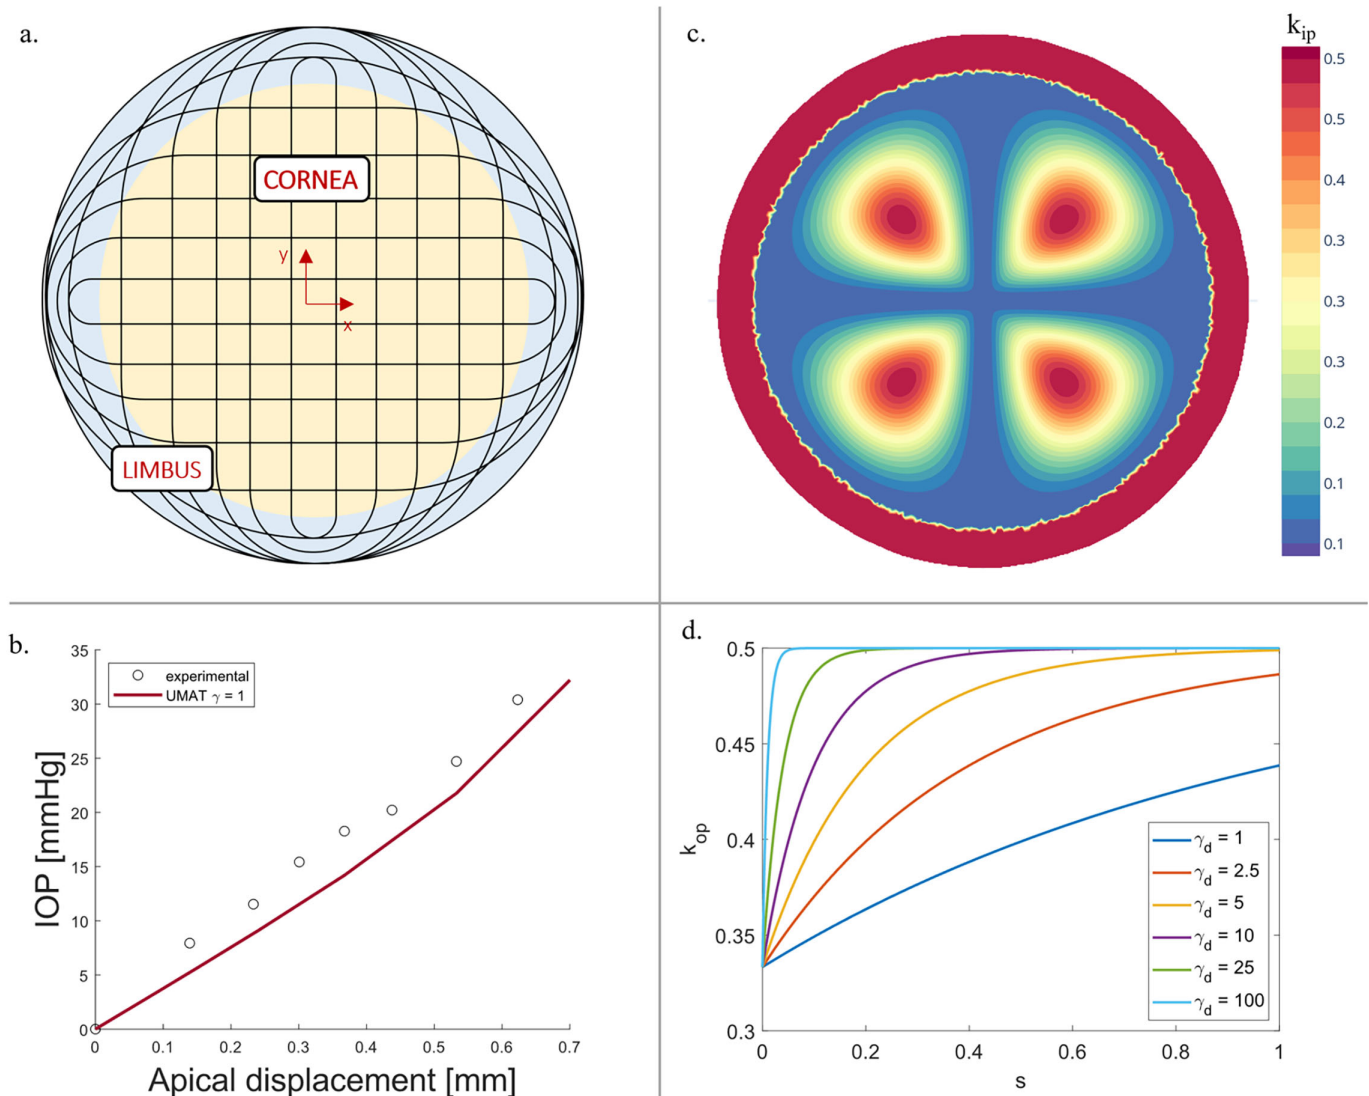 a.
CORNEA
y
x
LIMBUS
c.
k_ip
0.5
0.5
0.4
0.4
0.3
0.3
0.3
0.2
0.1
0.1
b.
35
30
25
20
15
10
5
0
IOP [mmHg]
experimental
UMAT γ = 1
0 0.1 0.2 0.3 0.4 0.5 0.6 0.7
Apical displacement [mm]
d.
0.5
0.45
0.4
0.35
0.3
k_op
γ_d = 1
γ_d = 2.5
γ_d = 5
γ_d = 10
γ_d = 25
γ_d = 100
0 0.2 0.4 0.6 0.8 1
s